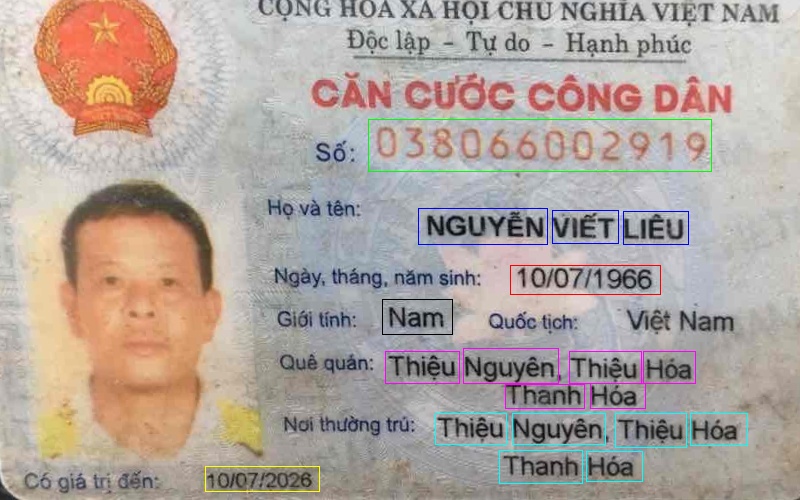 CỘNG HÒA XÃ HỘI CHỦ NGHĨA VIỆT NAM
Độc lập - Tự do - Hạnh phúc
CĂN CƯỚC CÔNG DÂN
Số: 038066002919
Họ và tên: NGUYỄN VIẾT LIÊU
Ngày, tháng, năm sinh: 10/07/1966
Giới tính: Nam Quốc tịch: Việt Nam
Quê quán: Thiệu Nguyên, Thiệu Hóa
Thanh Hóa
Nơi thường trú: Thiệu Nguyên, Thiệu Hóa
Thanh Hóa
Có giá trị đến: 10/07/2026